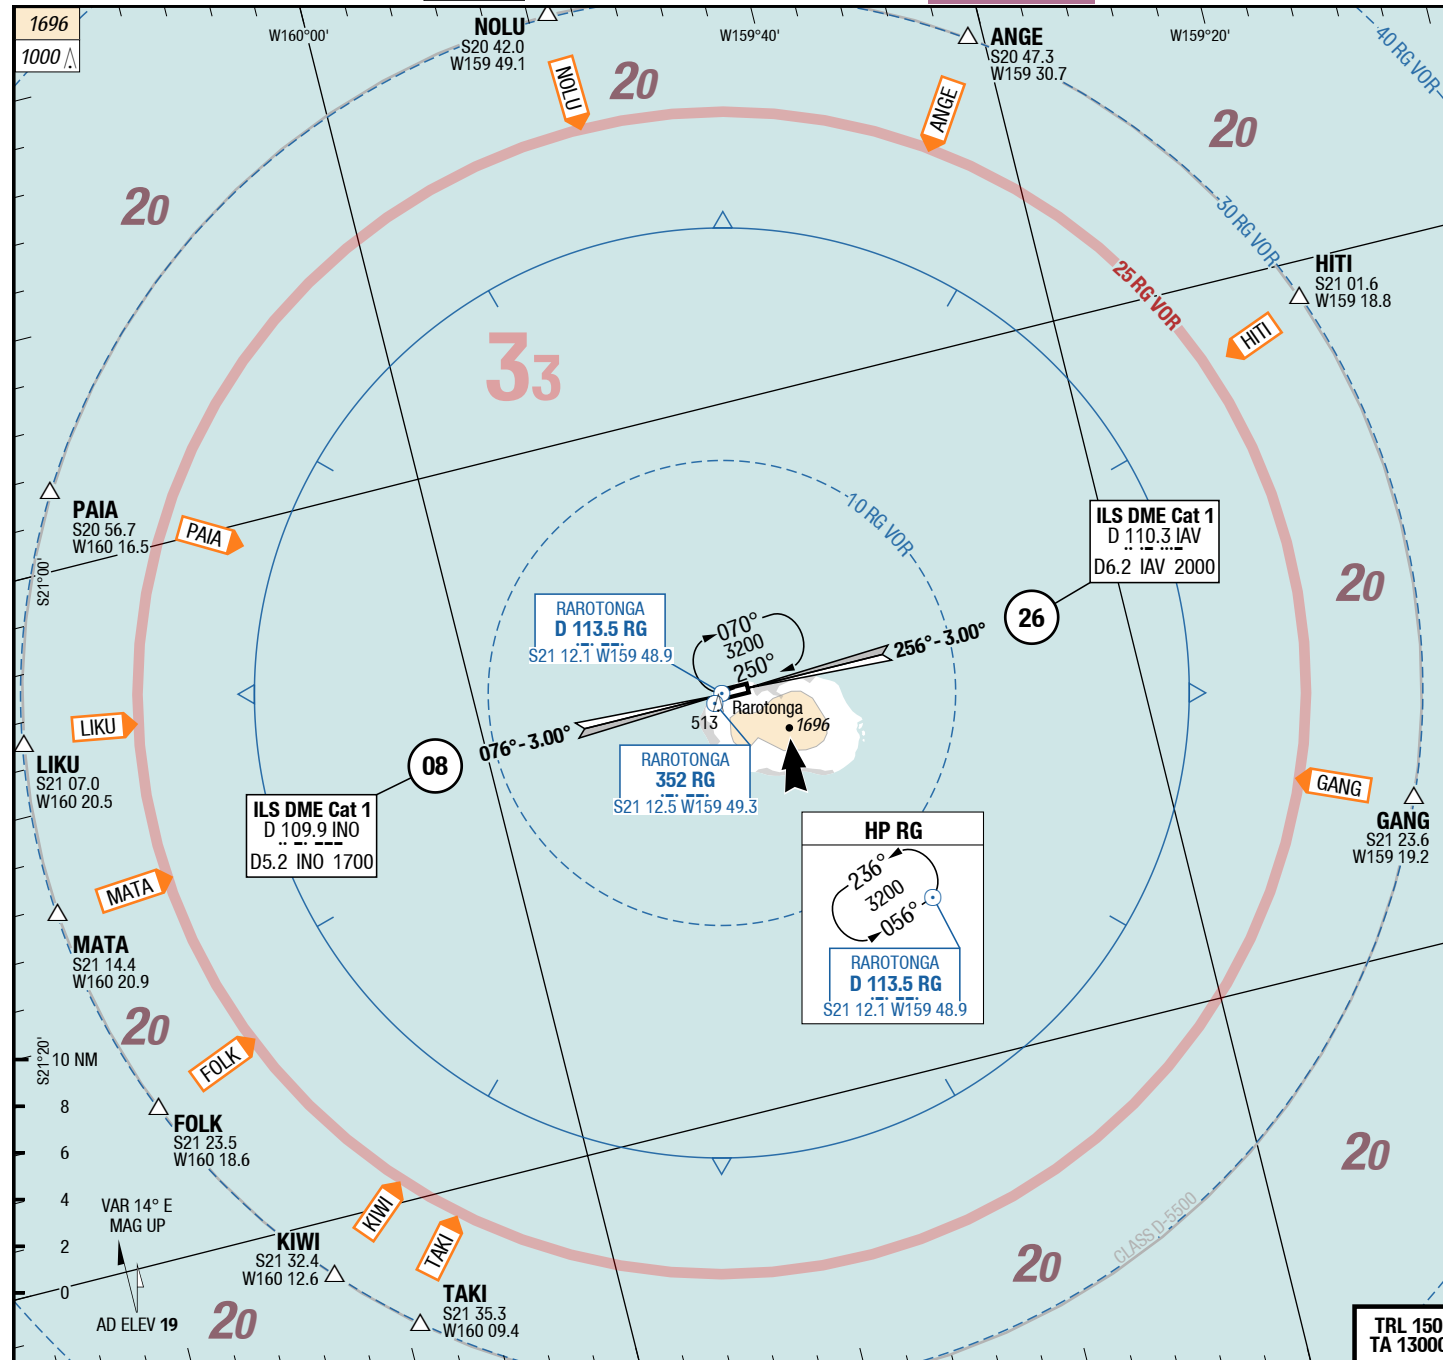 1696
1000
W160°00'
NOLU
S20 42.0
W159 49.1
W159°40'
ANGE
S20 47.3
W159 30.7
W159°20'
40 RG VOR
NOLU
20
ANGE
20
20
30 RG VOR
HITI
S21 01.6
W159 18.8
25 RG VOR
HITI
33
PAIA
S20 56.7
W160 16.5
PAIA
10 RG VOR
ILS DME Cat 1
D 110.3 IAV
D6.2 IAV 2000
S21°00'
20
RAROTONGA
D 113.5 RG
S21 12.1 W159 48.9
070°
3200
250°
26
256°- 3.00°
Rarotonga
513
1696
LIKU
076°- 3.00°
08
LIKU
S21 07.0
W160 20.5
RAROTONGA
352 RG
S21 12.5 W159 49.3
GANG
GANG
S21 23.6
W159 19.2
ILS DME Cat 1
D 109.9 INO
D5.2 INO 1700
HP RG
236°
3200
056°
RAROTONGA
D 113.5 RG
S21 12.1 W159 48.9
MATA
MATA
S21 14.4
W160 20.9
20
FOLK
S21°20'
10 NM
8
6
4
2
0
FOLK
S21 23.5
W160 18.6
20
VAR 14° E
MAG UP
AD ELEV 19
KIWI
KIWI
S21 32.4
W160 12.6
TAKI
TAKI
S21 35.3
W160 09.4
CLASS D-5500
20
20
TRL 150
TA 13000